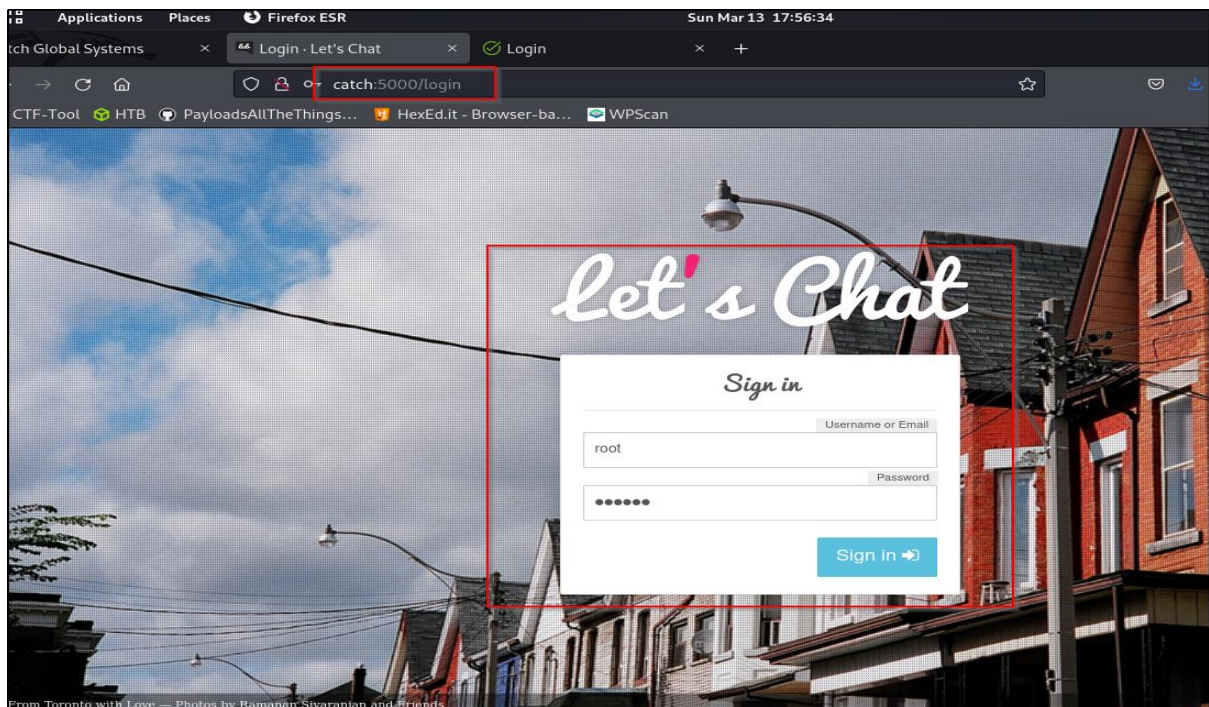 Applications Places Firefox ESR Sun Mar 13 17:56:34
tch Global Systems × Login · Let's Chat × Login × +
catch:5000/login
CTF-Tool HTB PayloadsAllTheThings... HexEd.it - Browser-ba... WPScan
Let's Chat
Sign in
Username or Email
root
Password
Sign in
From Toronto with Love — Photos by Ramanan Sivaranjan and Friends